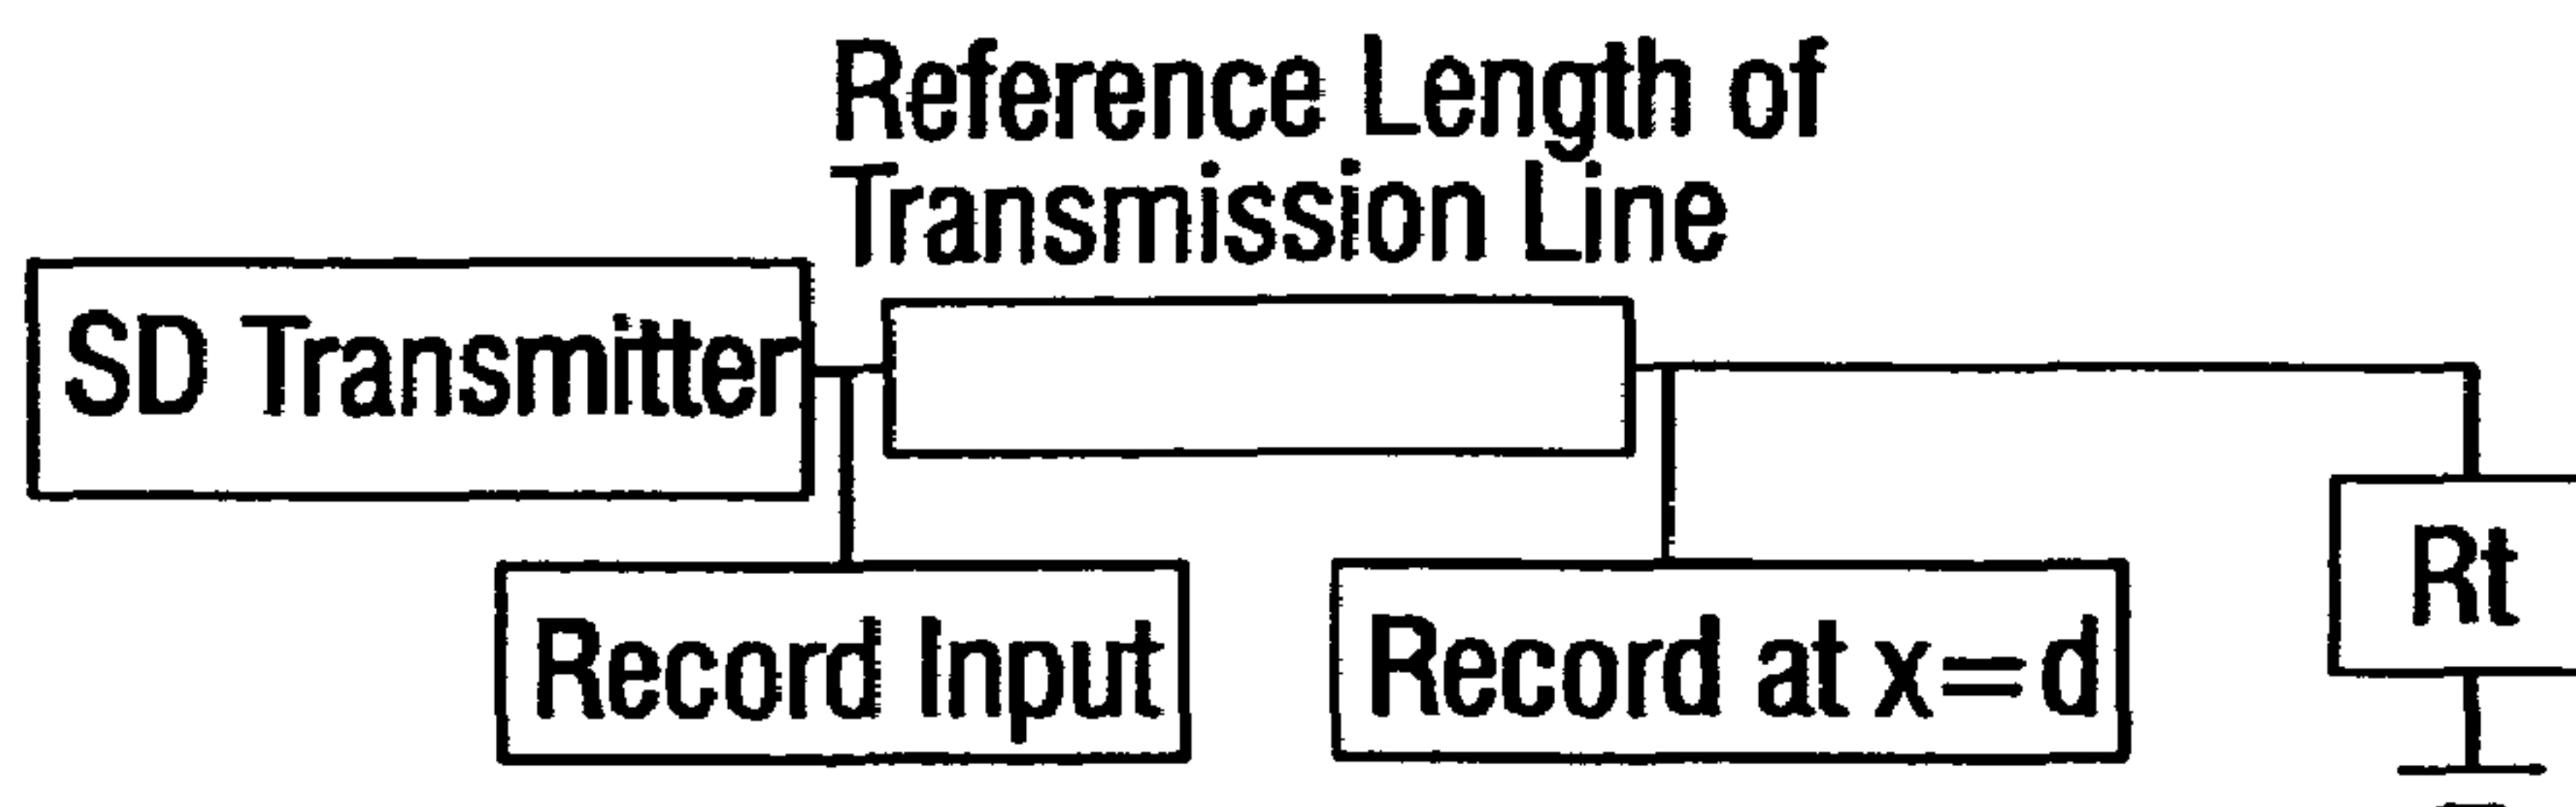 Reference Length of
Transmission Line
SD Transmitter
Record Input
Record at x=d
Rt